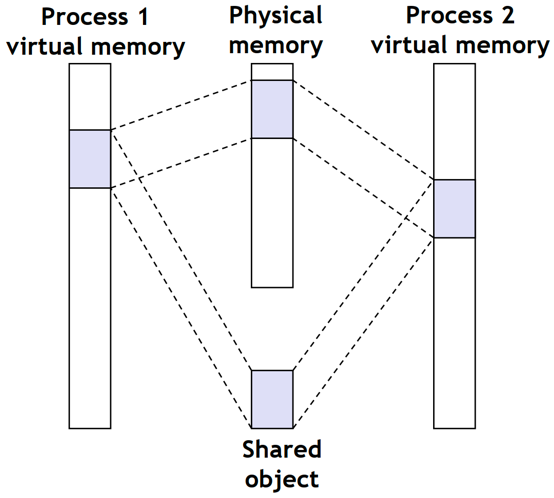 Process 1
virtual memory
Physical
memory
Process 2
virtual memory
Shared
object